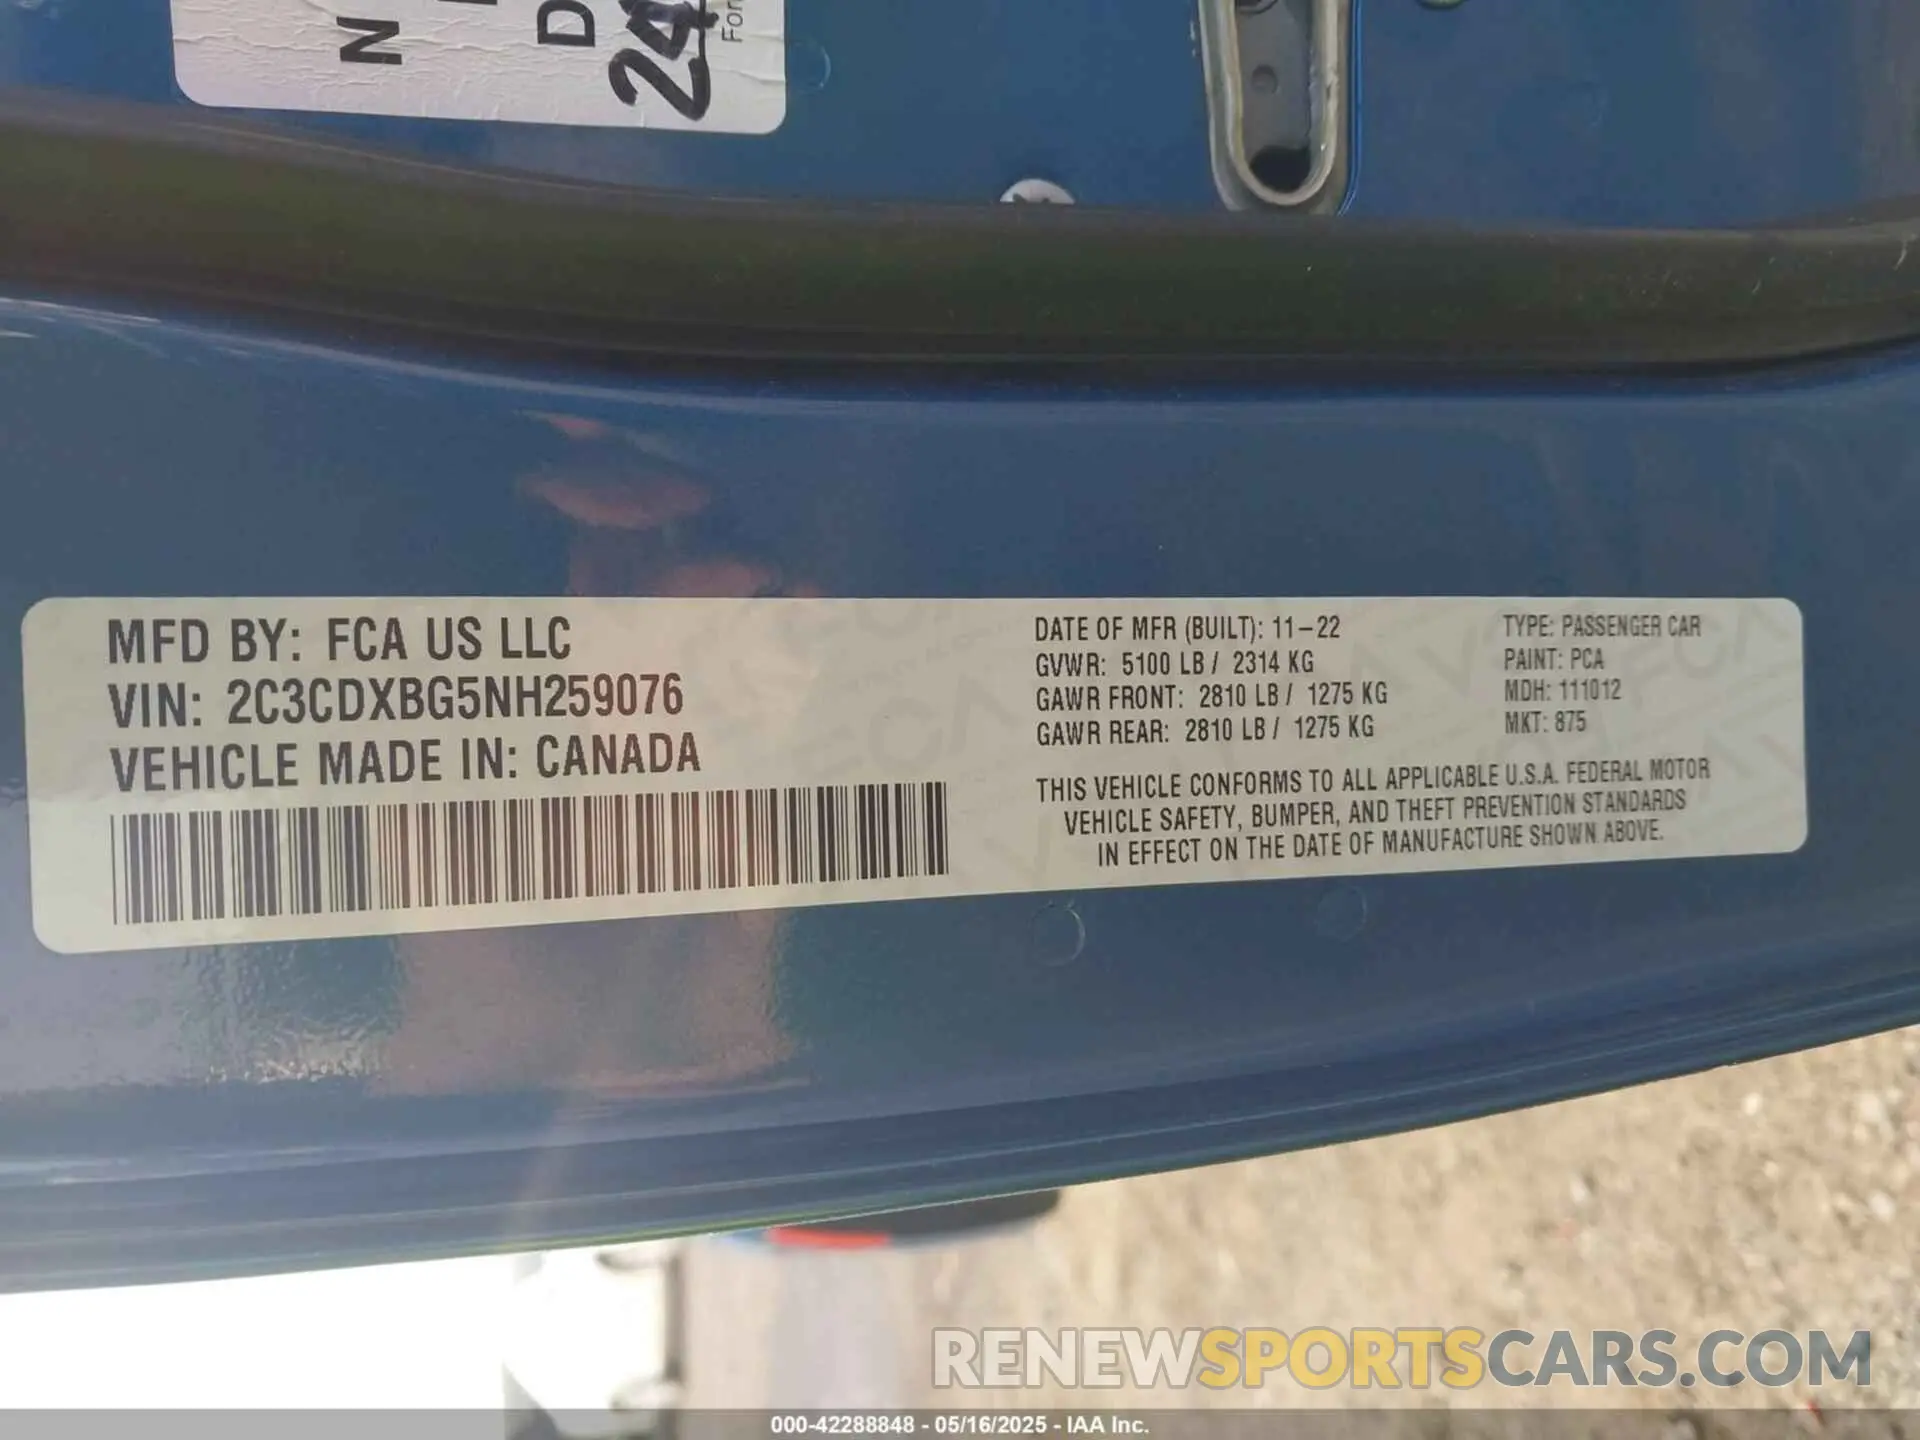 N
D
24
For
MFD BY: FCA US LLC
VIN: 2C3CDXBG5NH259076
VEHICLE MADE IN: CANADA
DATE OF MFR (BUILT): 11-22
GVWR: 5100 LB / 2314 KG
GAWR FRONT: 2810 LB / 1275 KG
GAWR REAR: 2810 LB / 1275 KG
TYPE: PASSENGER CAR
PAINT: PCA
MDH: 111012
MKT: 875
THIS VEHICLE CONFORMS TO ALL APPLICABLE U.S.A. FEDERAL MOTOR
VEHICLE SAFETY, BUMPER, AND THEFT PREVENTION STANDARDS
IN EFFECT ON THE DATE OF MANUFACTURE SHOWN ABOVE.
RENEWSPORTSCARS.COM
000-42288848 - 05/16/2025 - IAA Inc.